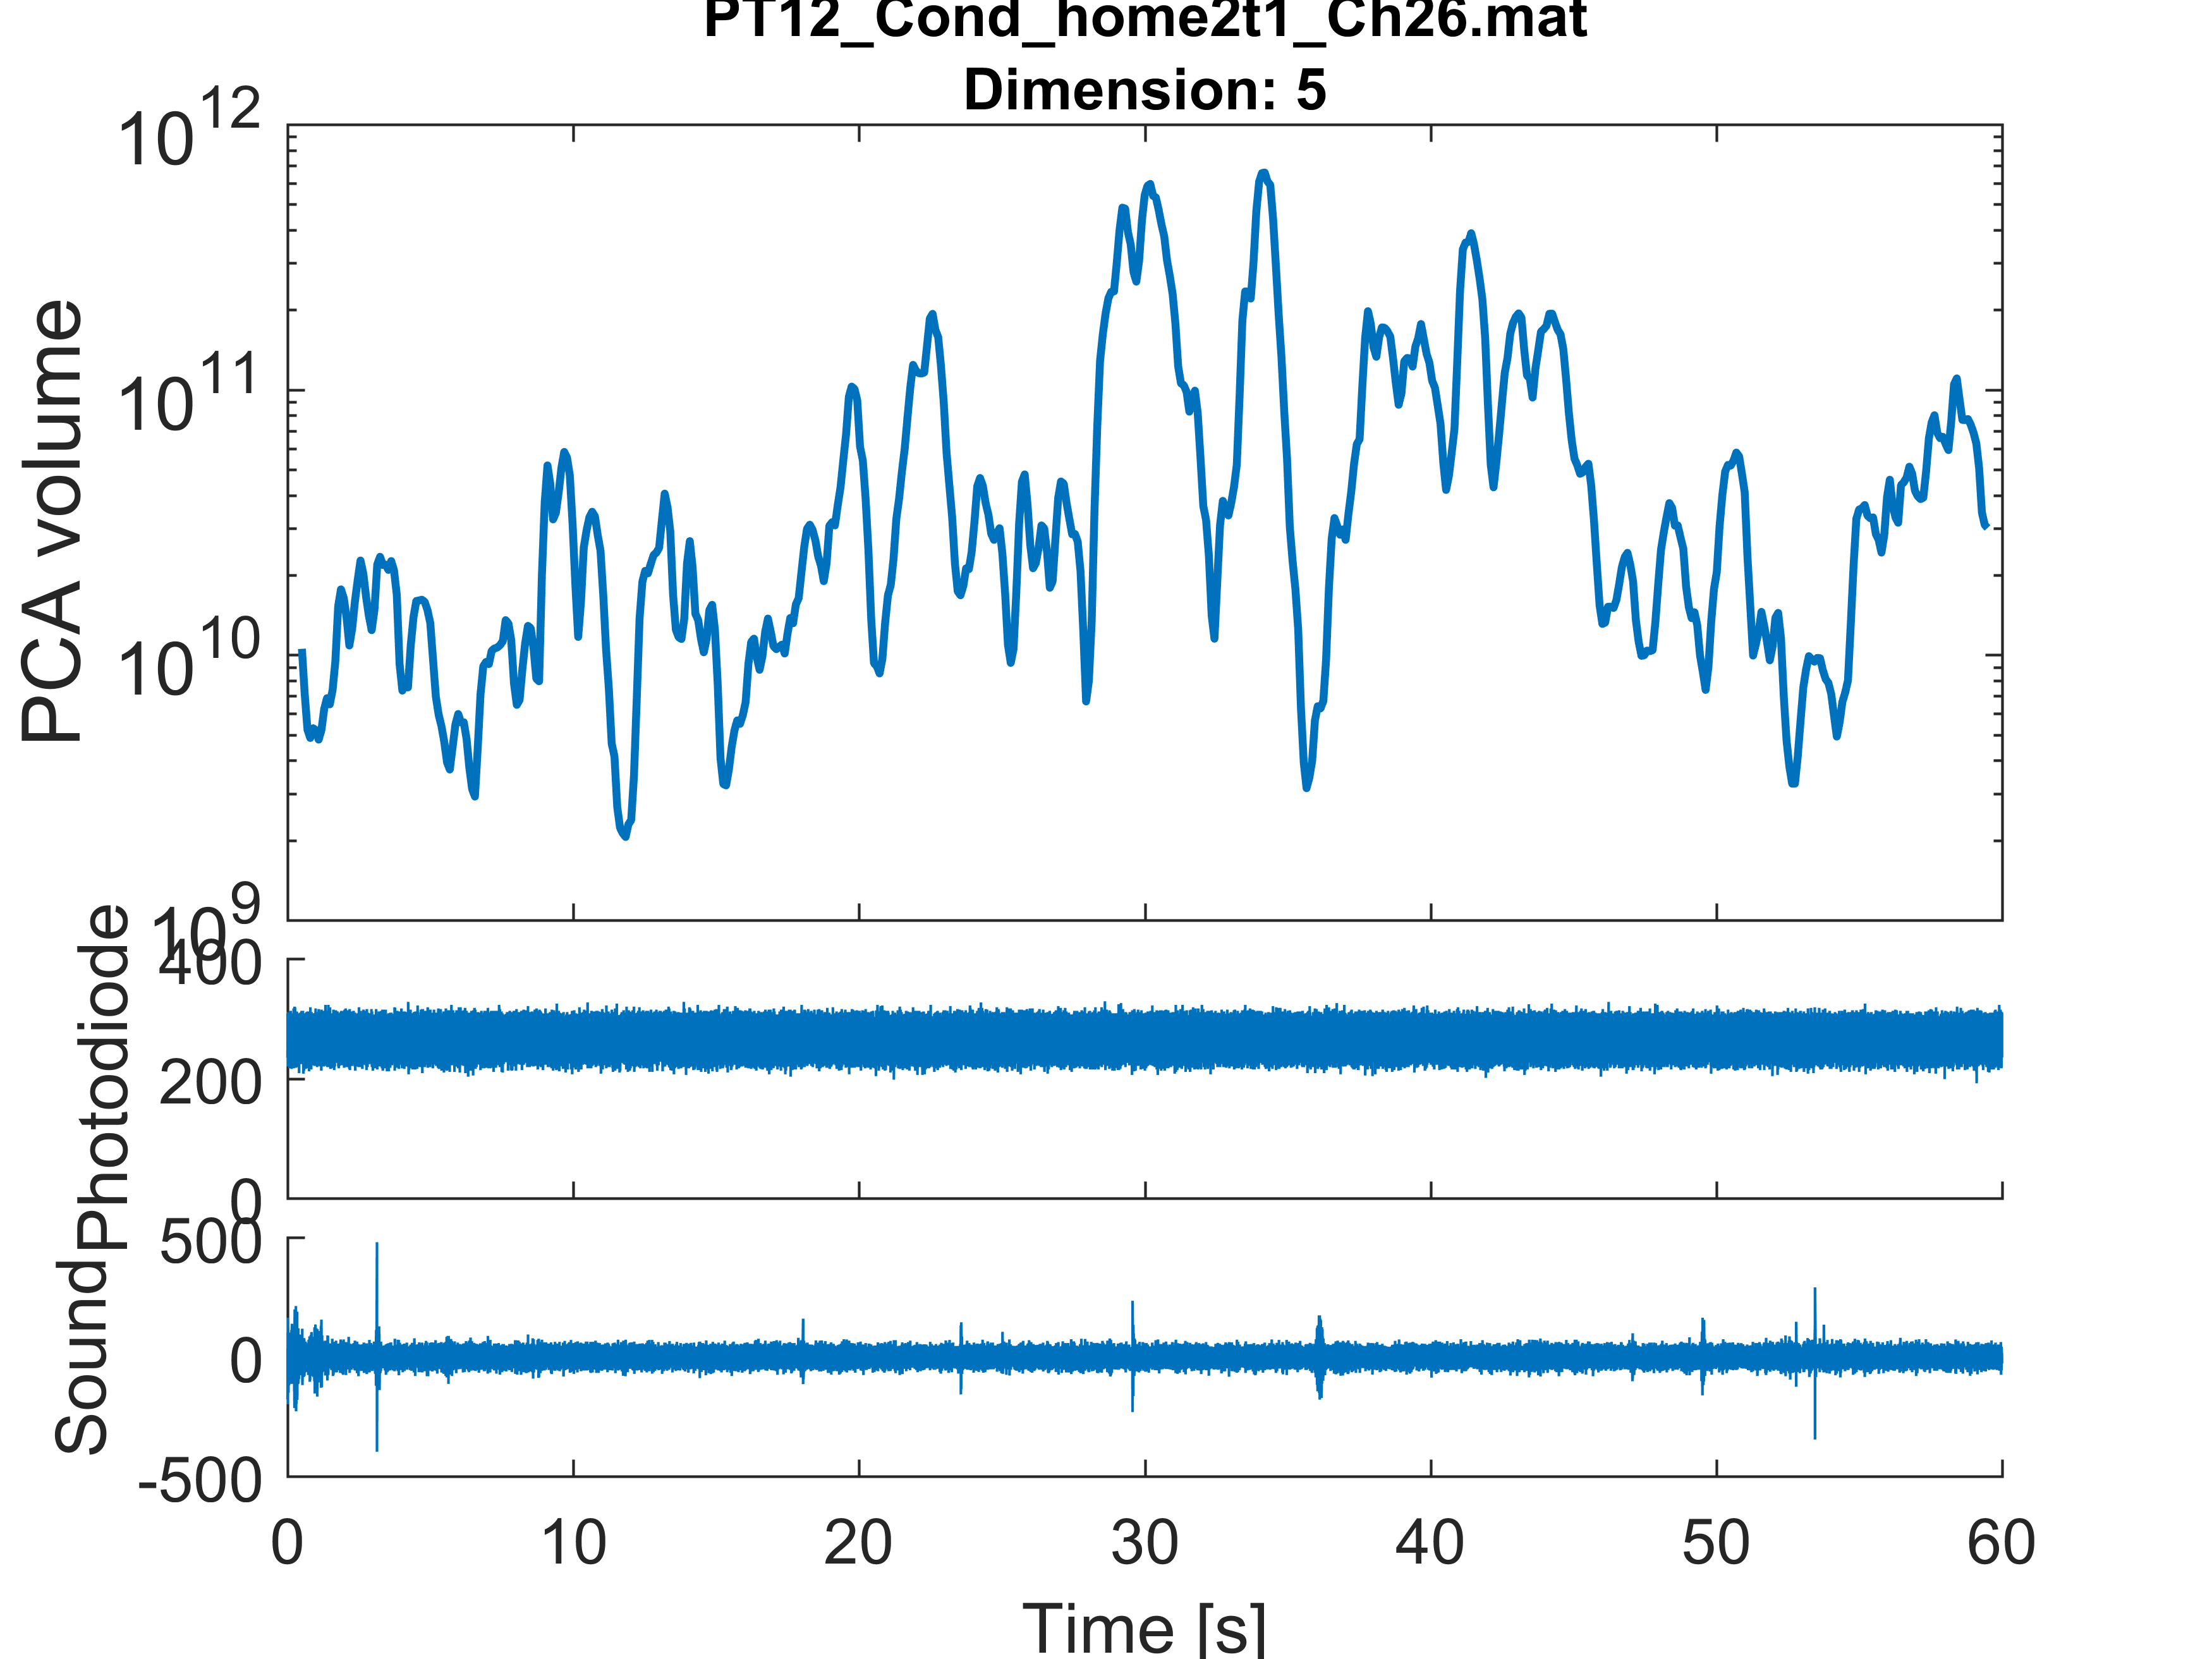 PT12_Cond_home2t1_Ch26.mat
Dimension: 5
PCA volume
10^12
10^11
10^10
10^9
Photodiode
400
200
0
Sound
500
0
-500
0 10 20 30 40 50 60
Time [s]